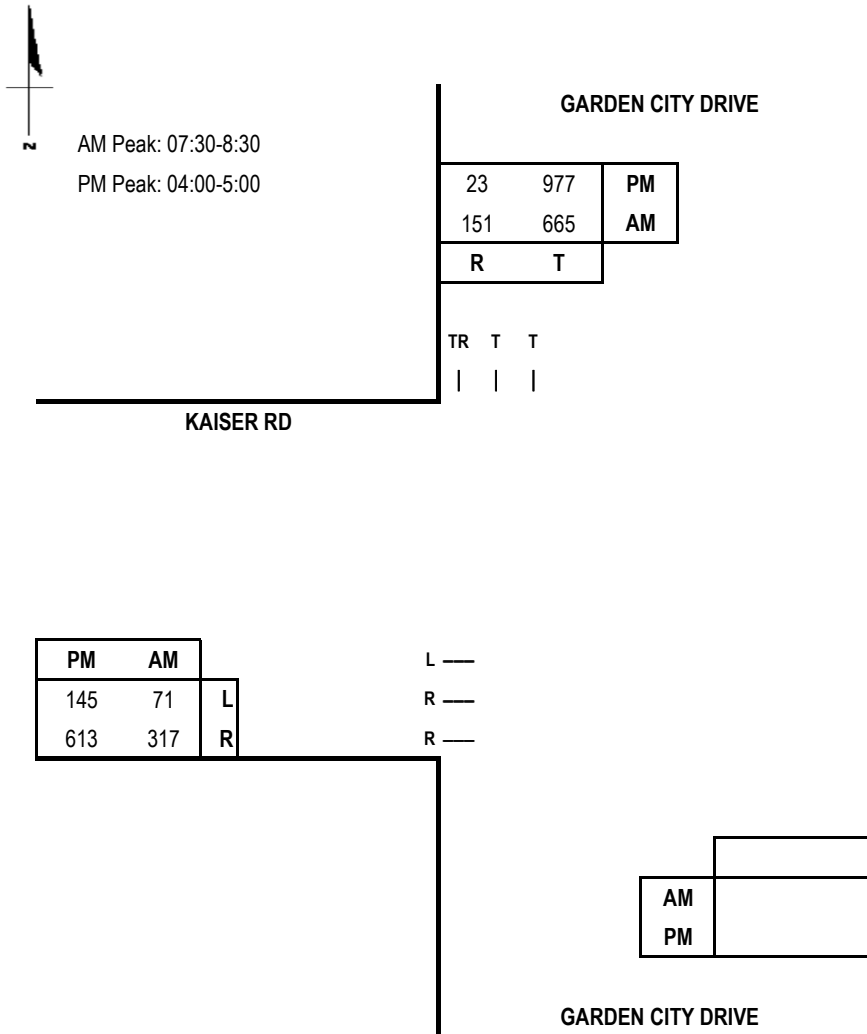 GARDEN CITY DRIVE
N
AM Peak: 07:30-8:30
PM Peak: 04:00-5:00
23 977 PM
151 665 AM
R T
TR T T
KAISER RD
PM AM
145 71 L
613 317 R
L
R
R
AM
PM
GARDEN CITY DRIVE